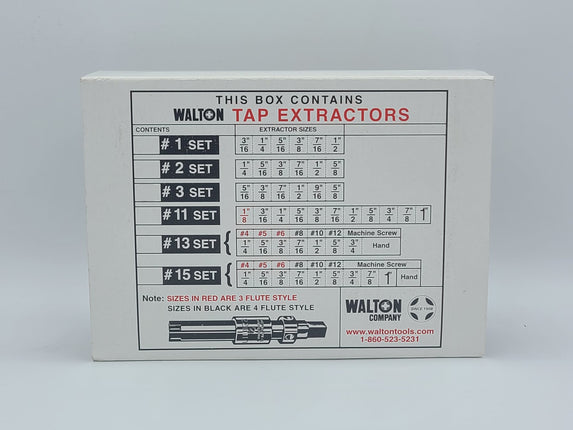 THIS BOX CONTAINS
WALTON TAP EXTRACTORS
CONTENTS EXTRACTOR SIZES
# 1 SET 3/16" 1/4" 5/16" 3/8" 7/16" 1/2"
# 2 SET 1/4" 5/16" 3/8" 7/16" 1/2" 5/8"
# 3 SET 5/16" 3/8" 7/16" 1/2" 9/16" 5/8"
#11 SET 1/8" 3/16" 1/4" 5/16" 3/8" 7/16" 1/2" 5/8" 3/4" 7/8" 1"
#13 SET #4 #5 #6 #8 #10 #12 Machine Screw
1/4" 5/16" 3/8" 7/16" 1/2" 5/8" 3/4" Hand
#15 SET #4 #5 #6 #8 #10 #12 Machine Screw
1/4" 5/16" 3/8" 7/16" 1/2" 5/8" 3/4" 7/8" 1" Hand
Note: SIZES IN RED ARE 3 FLUTE STYLE
SIZES IN BLACK ARE 4 FLUTE STYLE
WALTON
COMPANY
www.waltontools.com
1-860-523-5231